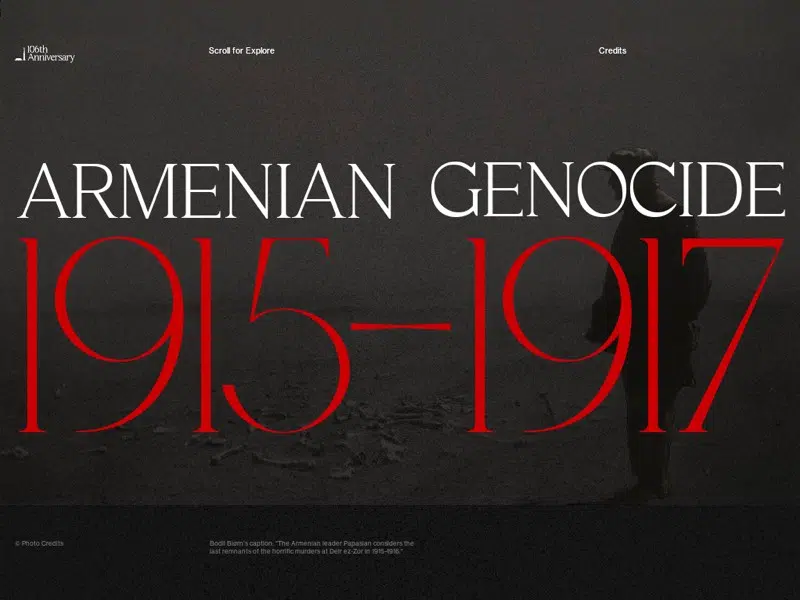 106th
Anniversary
Scroll for Explore
Credits
ARMENIAN GENOCIDE
1915—1917
© Photo Credits
Bodil Biørn's caption: "The Armenian leader Papasian considers the
last remnants of the horrific murders at Deir ez-Zor in 1915-1916."